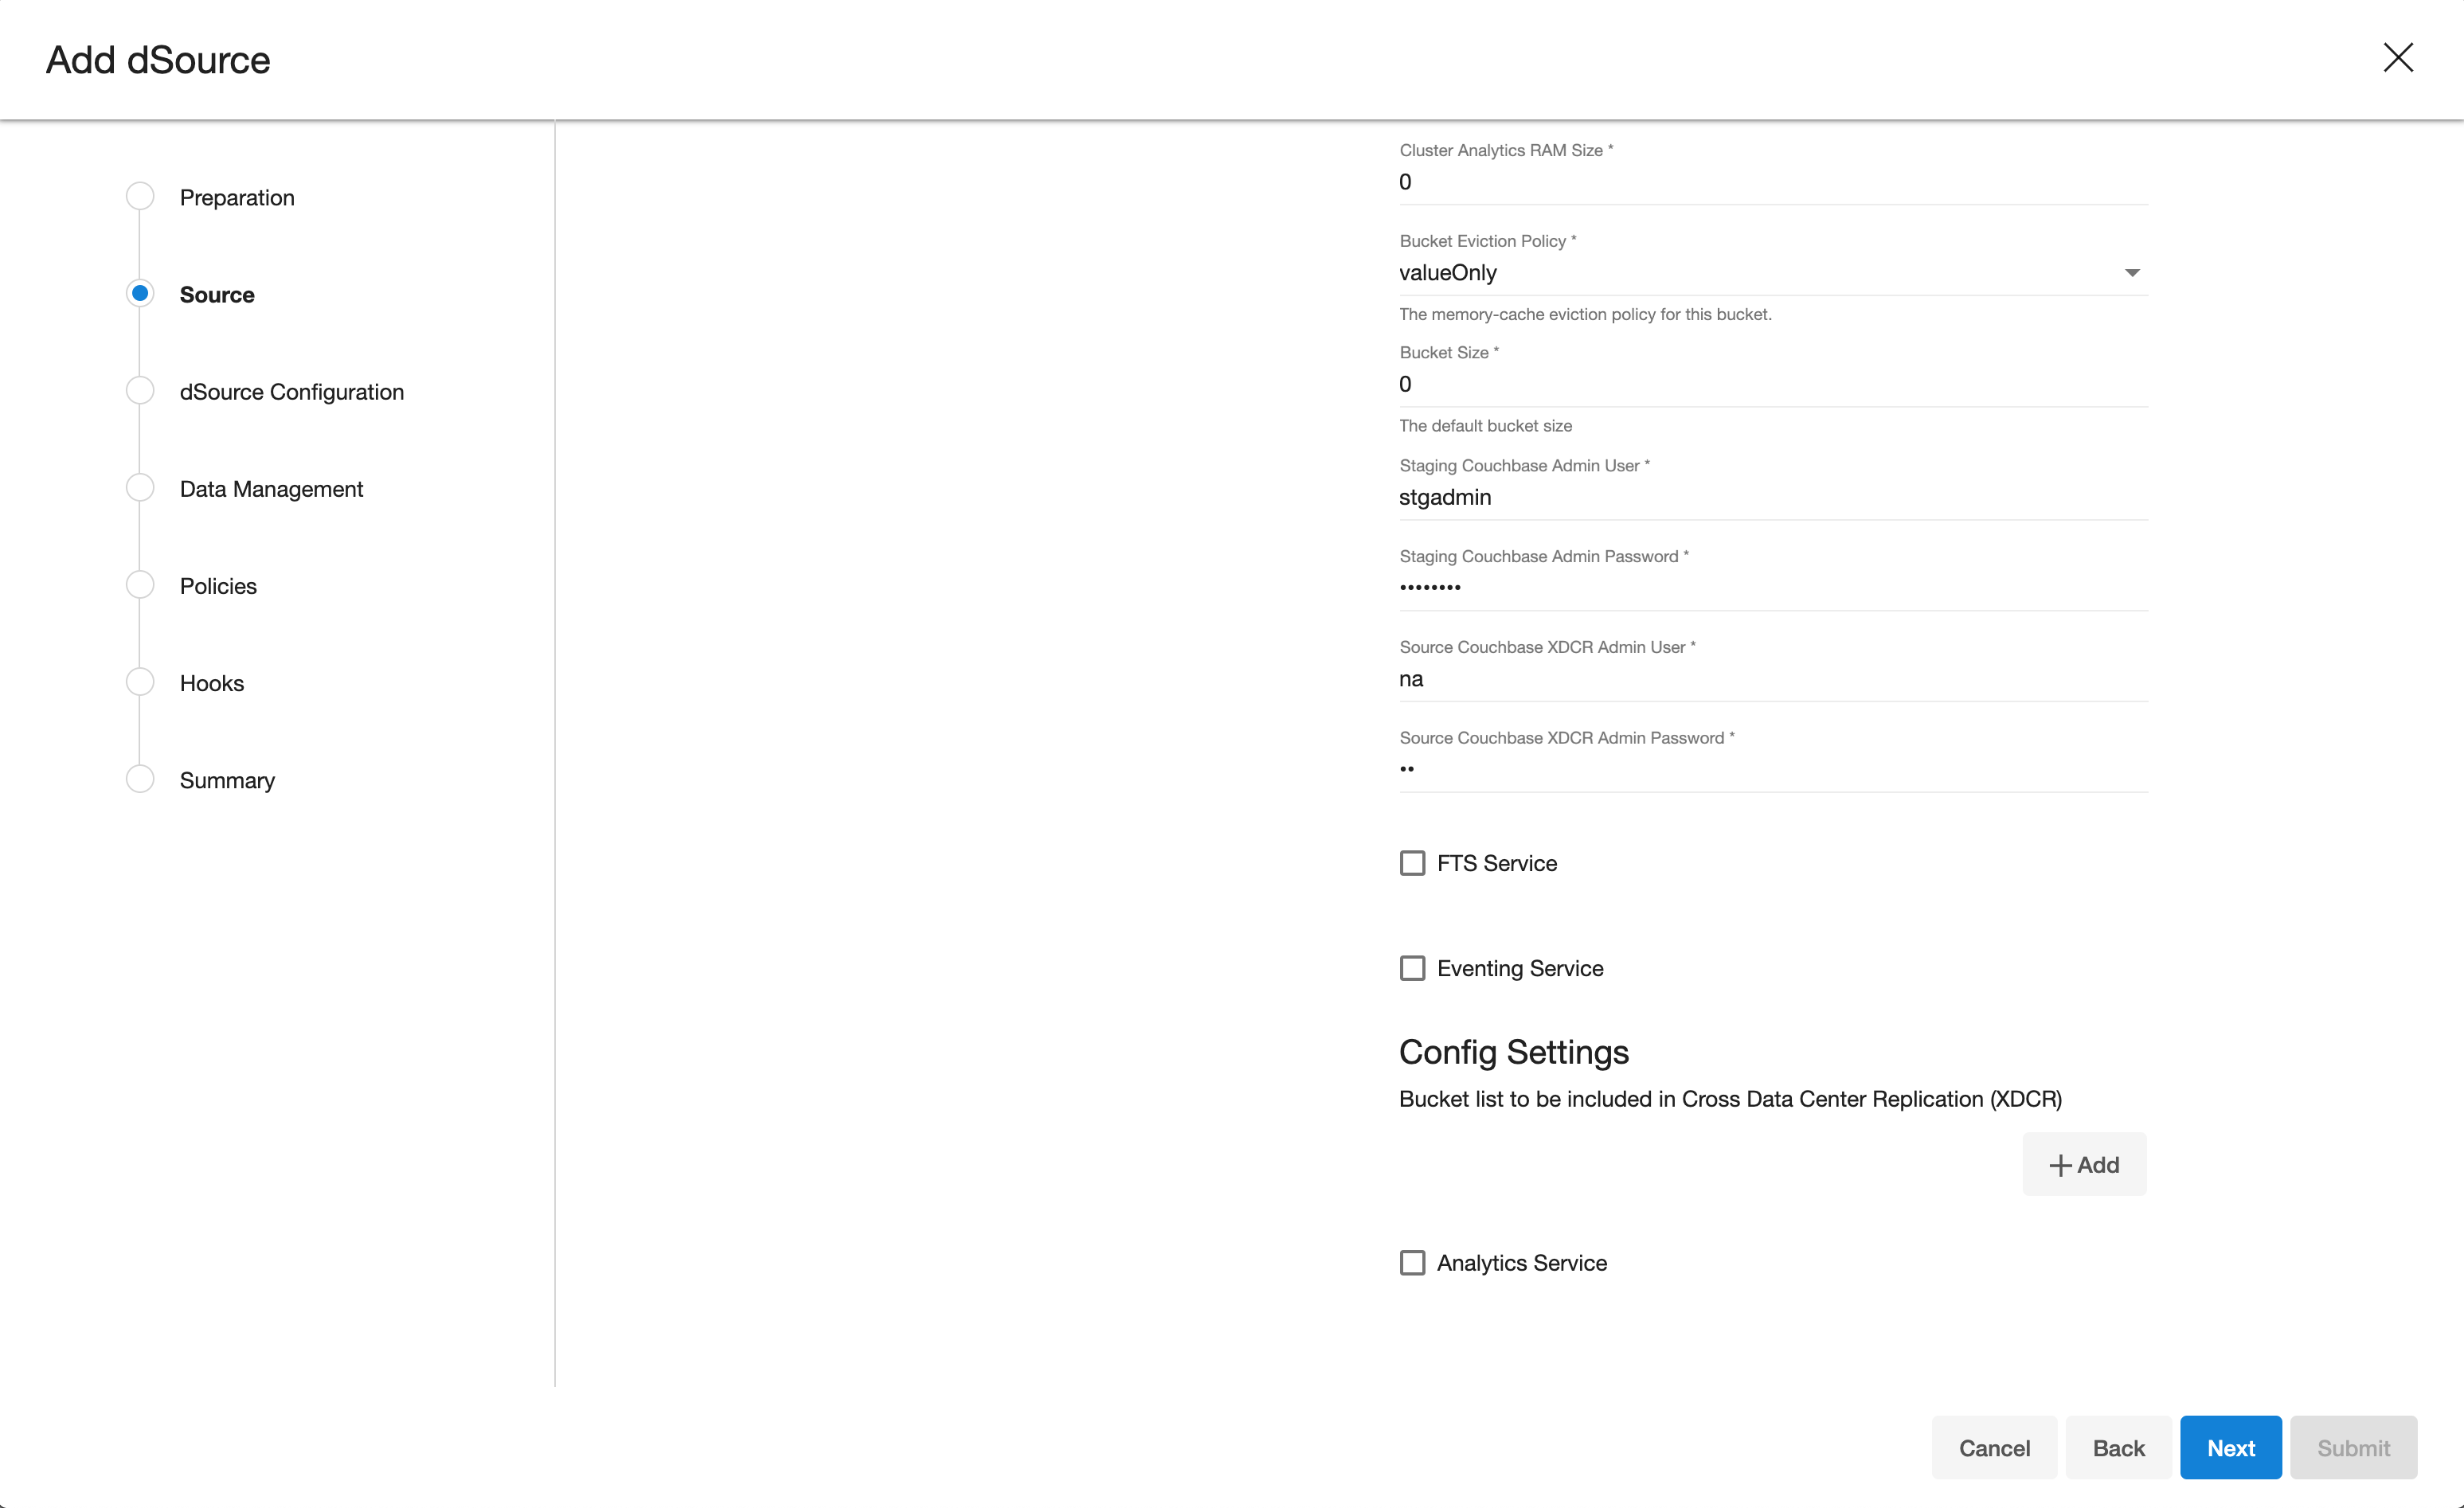 Add dSource
Preparation
Source
dSource Configuration
Data Management
Policies
Hooks
Summary
Cluster Analytics RAM Size *
0
Bucket Eviction Policy *
valueOnly
The memory-cache eviction policy for this bucket.
Bucket Size *
0
The default bucket size
Staging Couchbase Admin User *
stgadmin
Staging Couchbase Admin Password *
••••••••
Source Couchbase XDCR Admin User *
na
Source Couchbase XDCR Admin Password *
••
FTS Service
Eventing Service
Config Settings
Bucket list to be included in Cross Data Center Replication (XDCR)
+ Add
Analytics Service
Cancel Back Next Submit